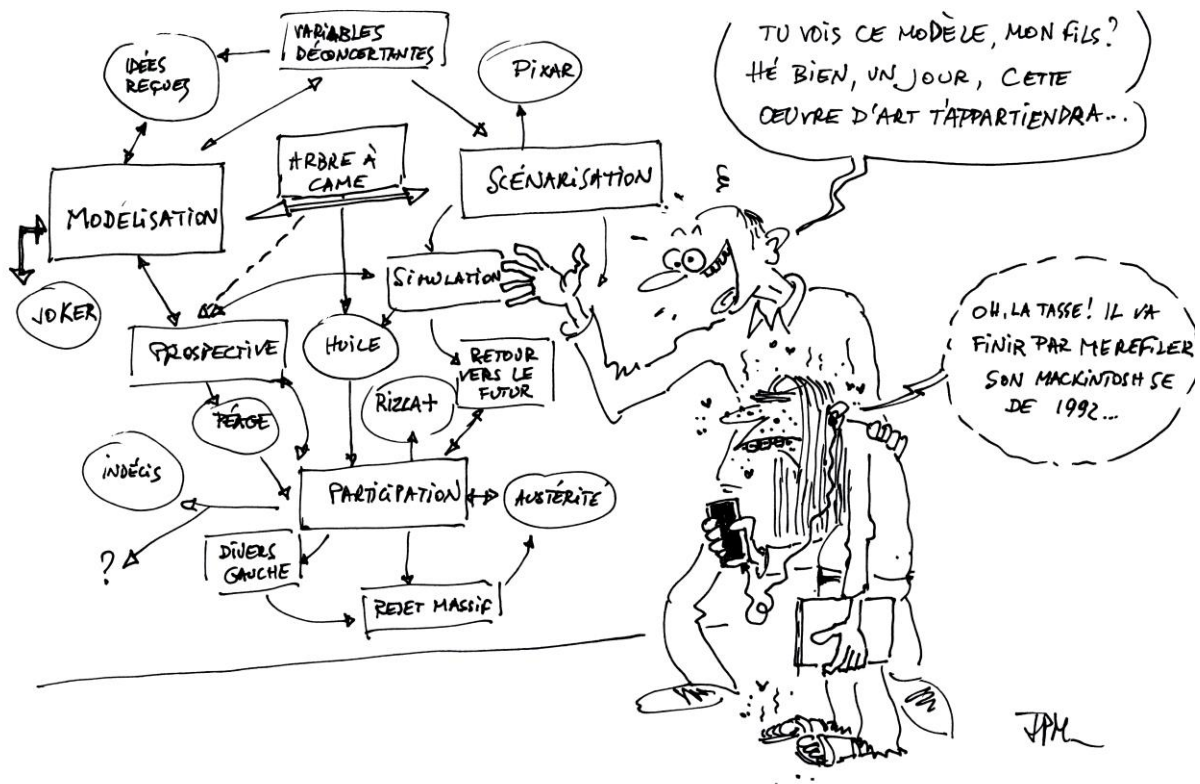 VARIABLES
DÉCONCERTANTES
IDÉES
REÇUES
PIXAR
TU VOIS CE MODÈLE, MON FILS?
HÉ BIEN, UN JOUR, CETTE
OEUVRE D'ART T'APPARTIENDRA...
ARBRE À
CAME
SCÉNARISATION
MODÉLISATION
SIMULATION
JOKER
PROSPECTIVE
HUILE
RETOUR
VERS LE
FUTUR
OH, LA TASSE! IL VA
FINIR PAR ME REFILER
SON MACKINTOSH SE
DE 1992...
RIZLA+
PÉAGE
INDÉCIS
PARTICIPATION
AUSTÉRITÉ
?
DIVERS
GAUCHE
REJET MASSIF
JPM